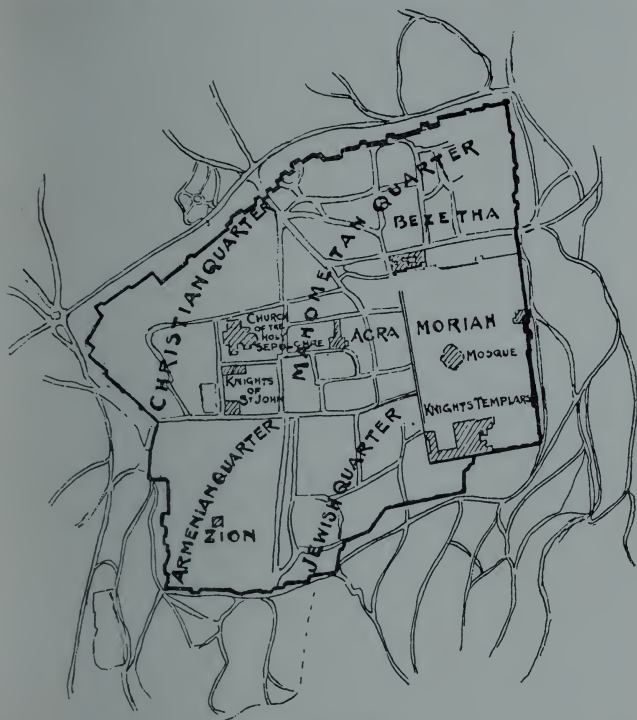 CHRISTIAN QUARTER
MAHOMETAN QUARTER
BEZETHA
CHURCH
OF THE
HOLY
SEPULCHRE
ACRA
MORIAH
MOSQUE
KNIGHTS
OF
ST JOHN
KNIGHTS TEMPLARS
ARMENIAN QUARTER
JEWISH QUARTER
ZION